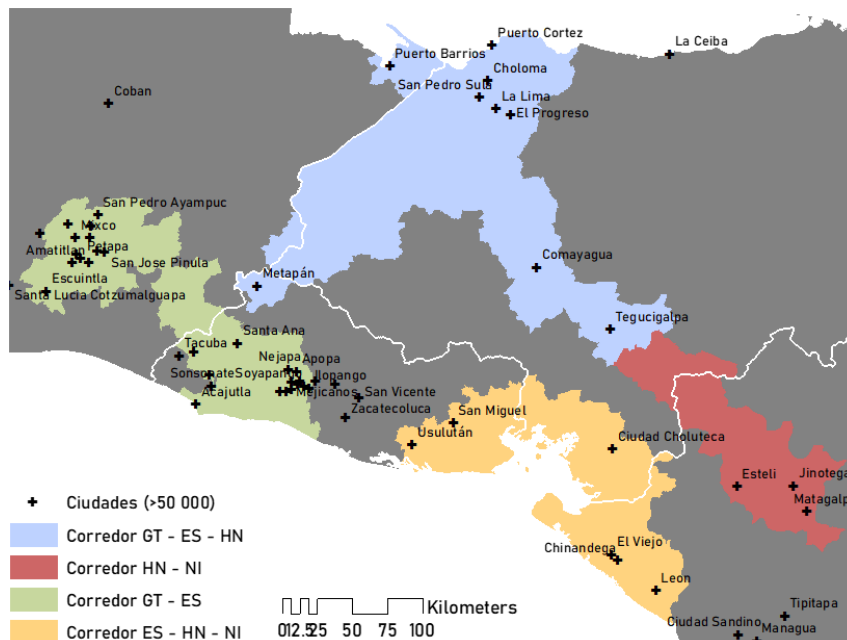 Puerto Cortez
La Ceiba
Puerto Barrios
Choloma
San Pedro Sula
La Lima
El Progreso
Coban
San Pedro Ayampuc
Mixco
Amatitlan
Petapa
San Jose Pinula
Escuintla
Santa Lucia Cotzumalguapa
Metapán
Comayagua
Tegucigalpa
Santa Ana
Tacuba
Nejapa
Apopa
Sonsonate
Soyapango
Ilopango
Acajutla
Mejicanos
San Vicente
Zacatecoluca
San Miguel
Usulután
Ciudad Choluteca
Esteli
Jinotega
Matagalp
Chinandega
El Viejo
Leon
Tipitapa
Ciudad Sandino
Managua
Ciudades (>50 000)
Corredor GT - ES - HN
Corredor HN - NI
Corredor GT - ES
Corredor ES - HN - NI
Kilometers
0 12.5 25 50 75 100